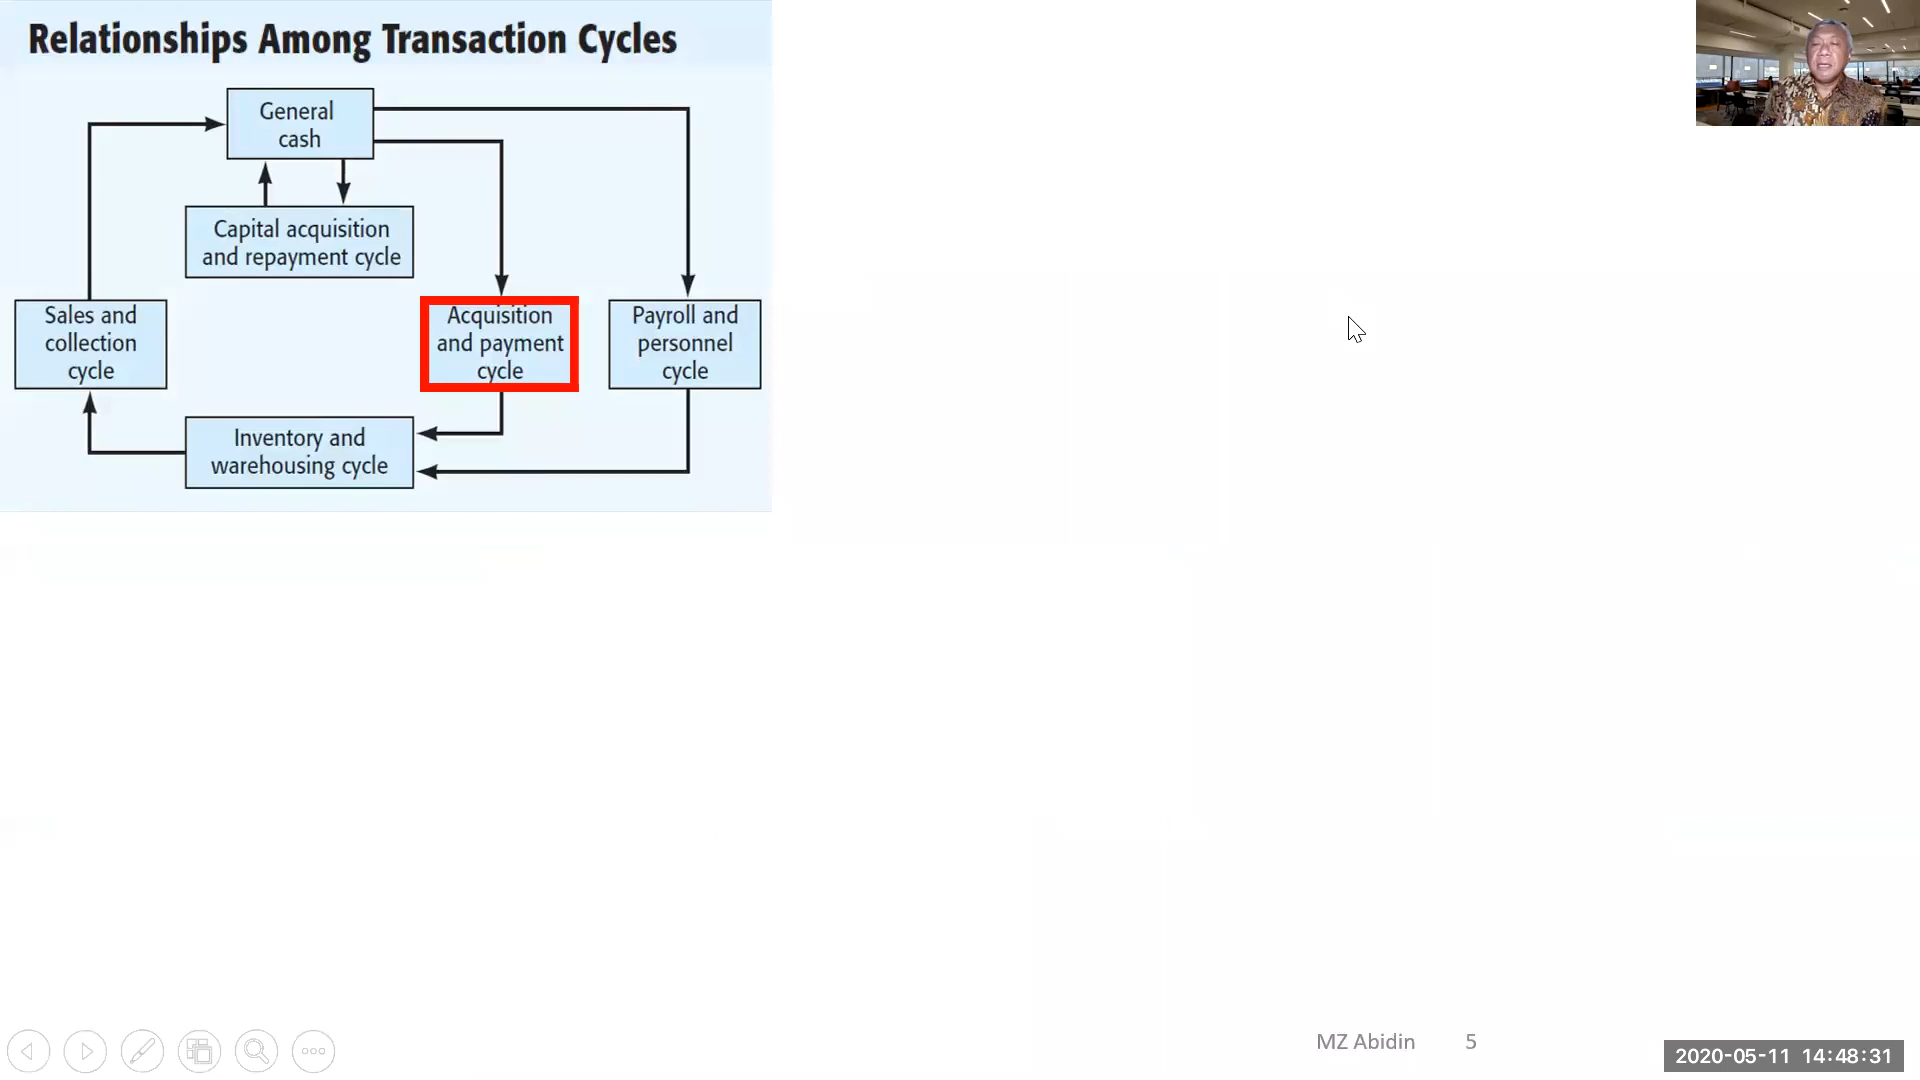 Relationships Among Transaction Cycles
General
cash
Capital acquisition
and repayment cycle
Sales and
collection
cycle
Acquisition
and payment
cycle
Payroll and
personnel
cycle
Inventory and
warehousing cycle
MZ Abidin 5
2020-05-11 14:48:31